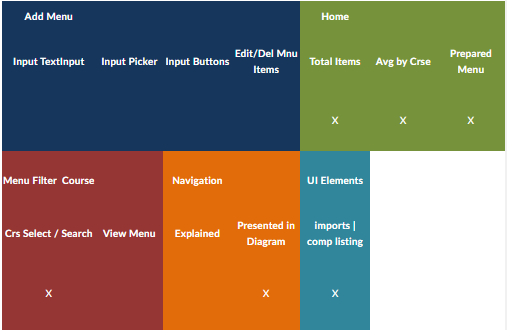 Add Menu Home
Input TextInput Input Picker Input Buttons Edit/Del Mnu Items Total Items Avg by Crse Prepared Menu
X X X
Menu Filter Course Navigation UI Elements
Crs Select / Search View Menu Explained Presented in Diagram imports | comp listing
X X X